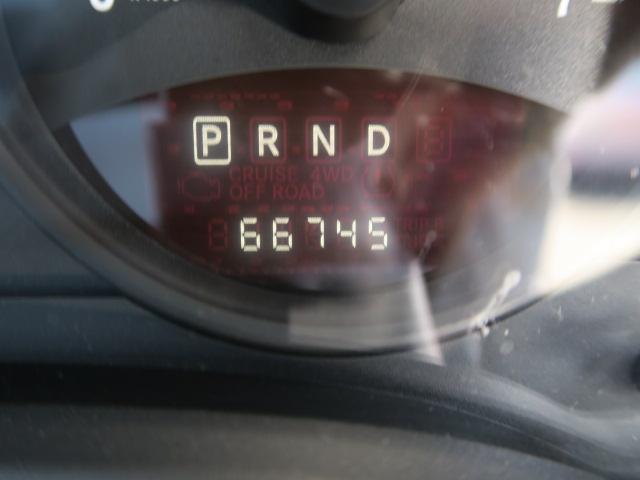 P R N D
CRUISE 4WD
OFF ROAD
66745